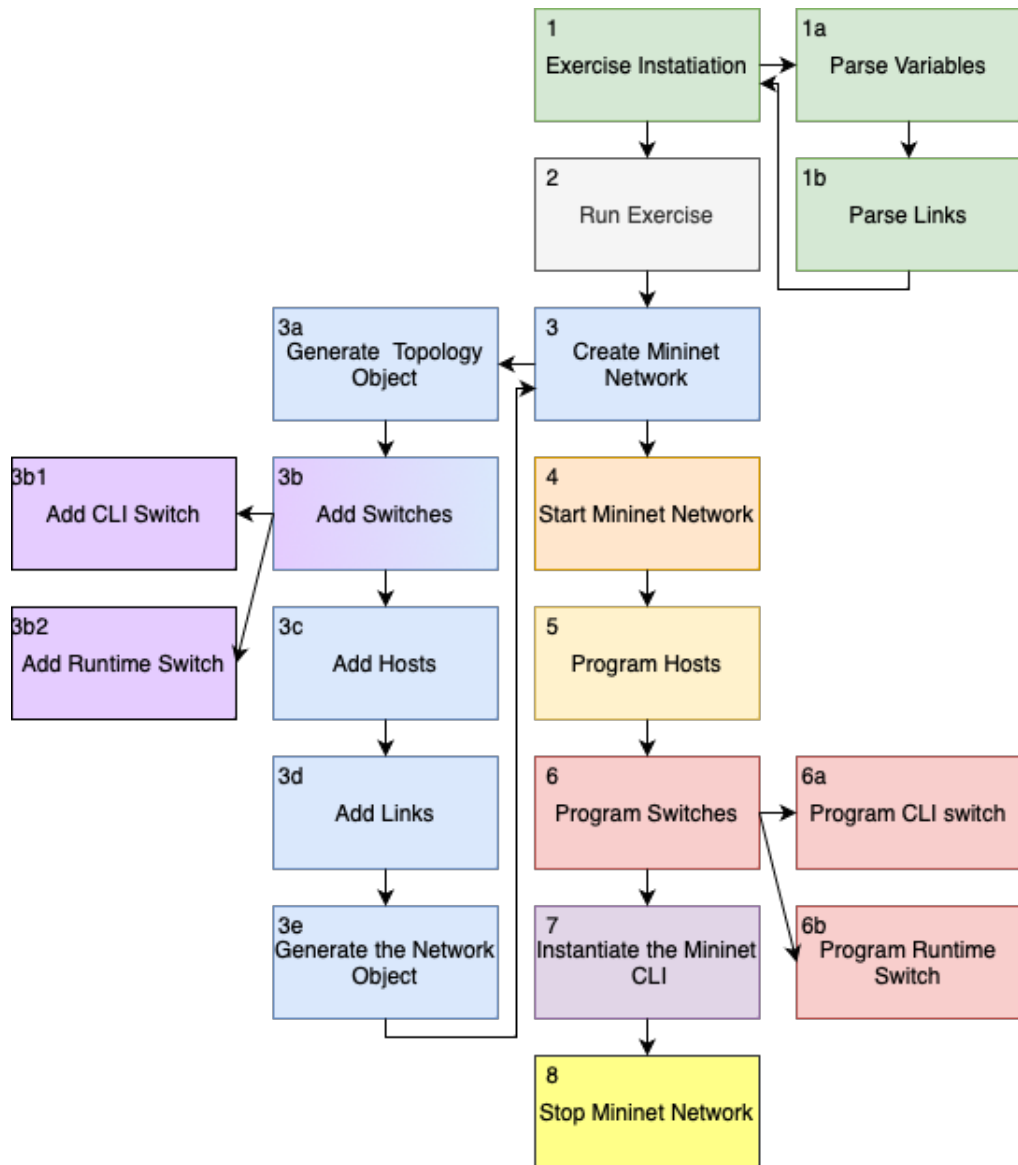 1
Exercise Instatiation
1a
Parse Variables
2
Run Exercise
1b
Parse Links
3a
Generate Topology
Object
3
Create Mininet
Network
3b1
Add CLI Switch
3b
Add Switches
4
Start Mininet Network
3b2
Add Runtime Switch
3c
Add Hosts
5
Program Hosts
3d
Add Links
6
Program Switches
6a
Program CLI switch
3e
Generate the Network
Object
7
Instantiate the Mininet
CLI
6b
Program Runtime
Switch
8
Stop Mininet Network